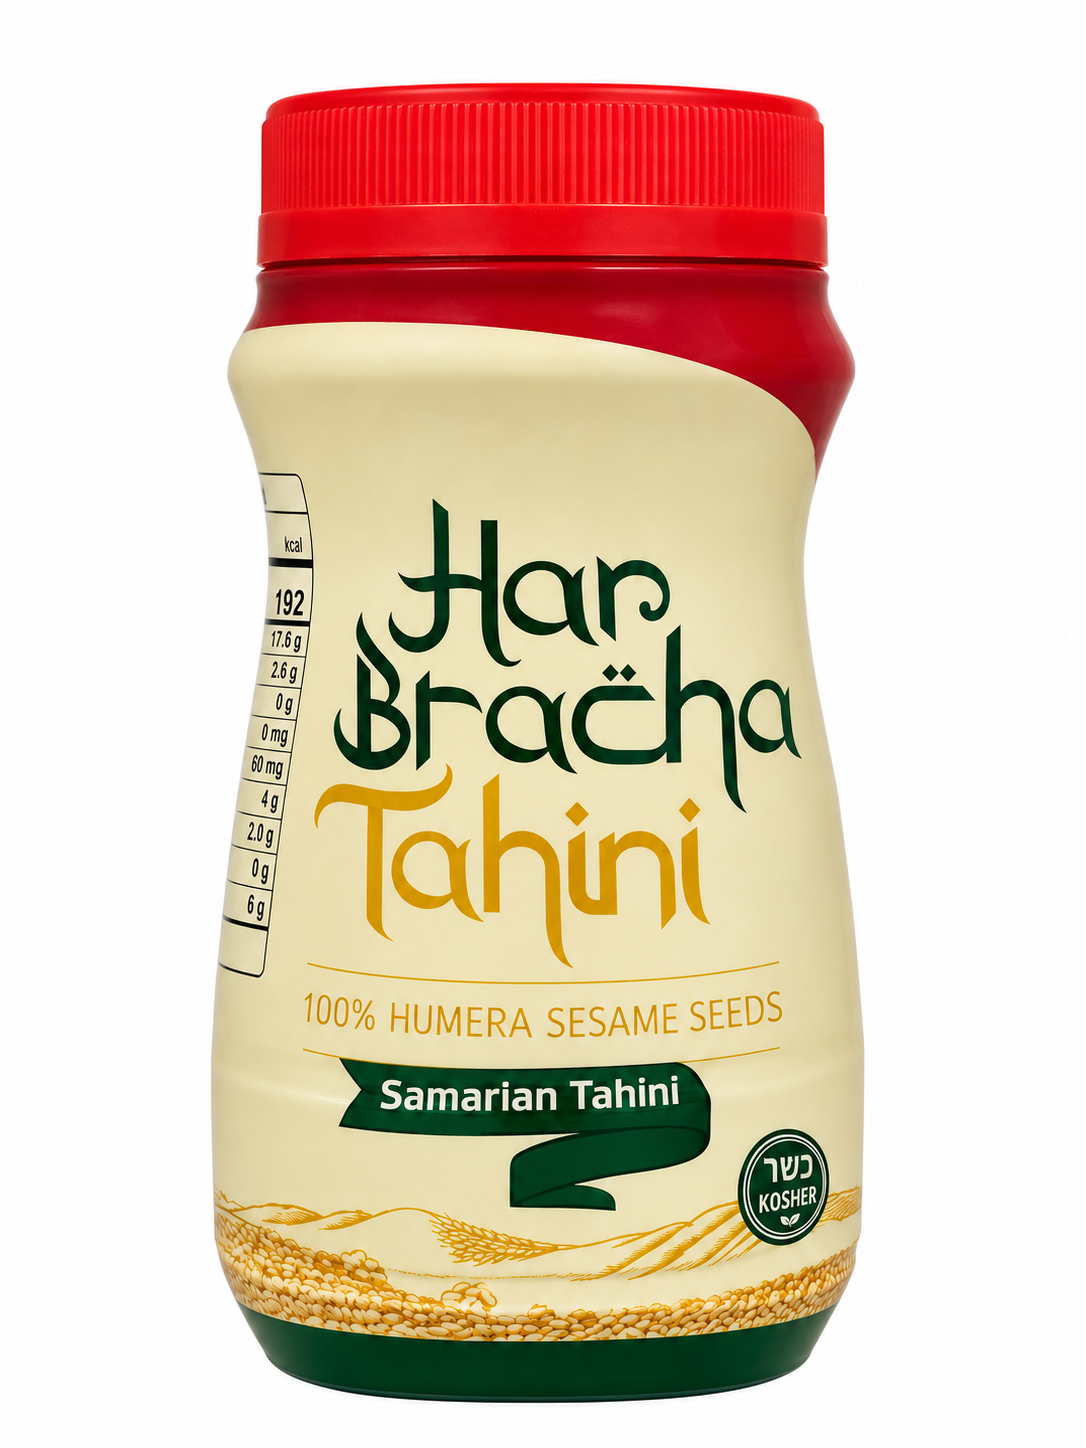 kcal
192
17.6 g
2.6 g
0 g
0 mg
60 mg
4 g
2.0 g
0 g
6 g
Har
Bracha
Tahini
100% HUMERA SESAME SEEDS
Samarian Tahini
כשר
KOSHER